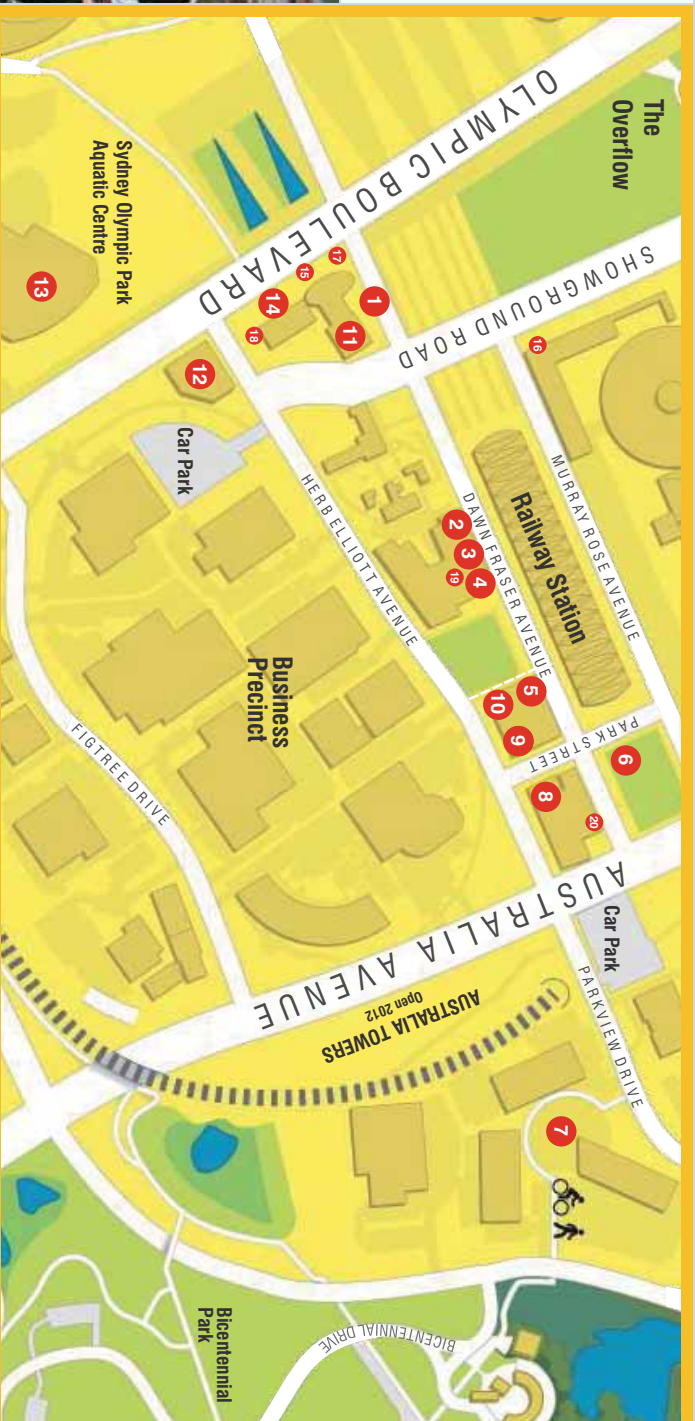 The
Overflow
OLYMPIC BOULEVARD
SHOWGROUND ROAD
Sydney Olympic Park
Aquatic Centre
13
17
15
1
14
11
18
12
16
Car Park
MURRAY ROSE AVENUE
Railway Station
DAWN FRASER AVENUE
HERB ELLIOTT AVENUE
2
3
4
19
5
10
9
PARK STREET
6
8
20
Business
Precinct
FIGTREE DRIVE
AUSTRALIA AVENUE
Car Park
PARKVIEW DRIVE
AUSTRALIA TOWERS
Open 2012
7
Bicentennial
Park
BICENTENNIAL DRIVE